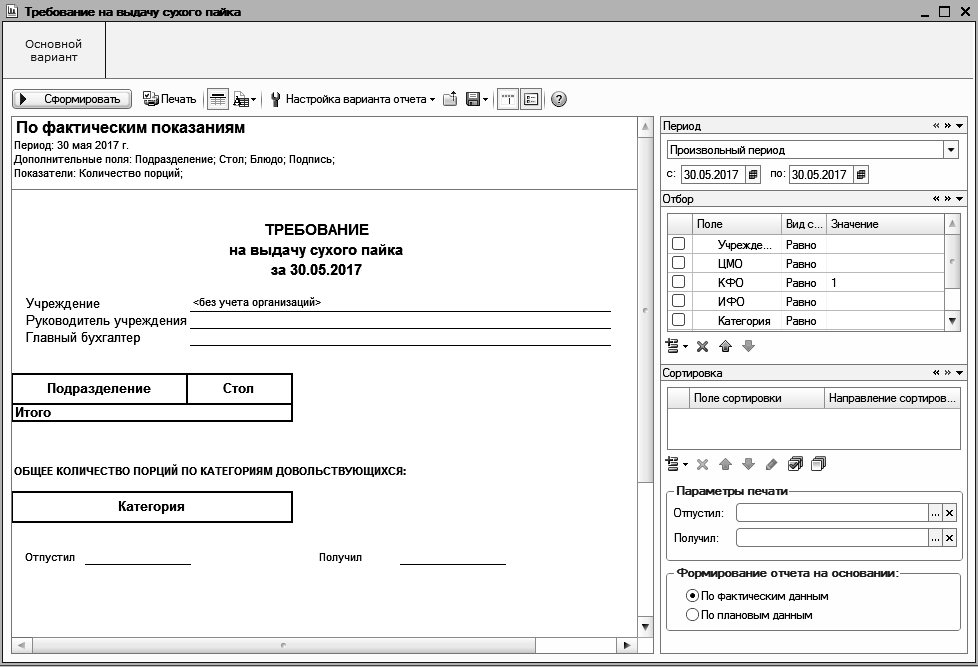 Требование на выдачу сухого пайка
Основной
вариант
Сформировать Печать Настройка варианта отчета
По фактическим показаниям
Период: 30 мая 2017 г.
Дополнительные поля: Подразделение; Стол; Блюдо; Подпись;
Показатели: Количество порций;
ТРЕБОВАНИЕ
на выдачу сухого пайка
за 30.05.2017
Учреждение <без учета организаций>
Руководитель учреждения
Главный бухгалтер
Подразделение Стол
Итого
ОБЩЕЕ КОЛИЧЕСТВО ПОРЦИЙ ПО КАТЕГОРИЯМ ДОВОЛЬСТВУЮЩИХСЯ:
Категория
Отпустил Получил
Период
Произвольный период
с: 30.05.2017 по: 30.05.2017
Отбор
Поле Вид с... Значение
Учрежде... Равно
ЦМО Равно
КФО Равно 1
ИФО Равно
Категория Равно
Сортировка
Поле сортировки Направление сортиров...
Параметры печати
Отпустил: ...
Получил: ...
Формирование отчета на основании:
По фактическим данным
По плановым данным